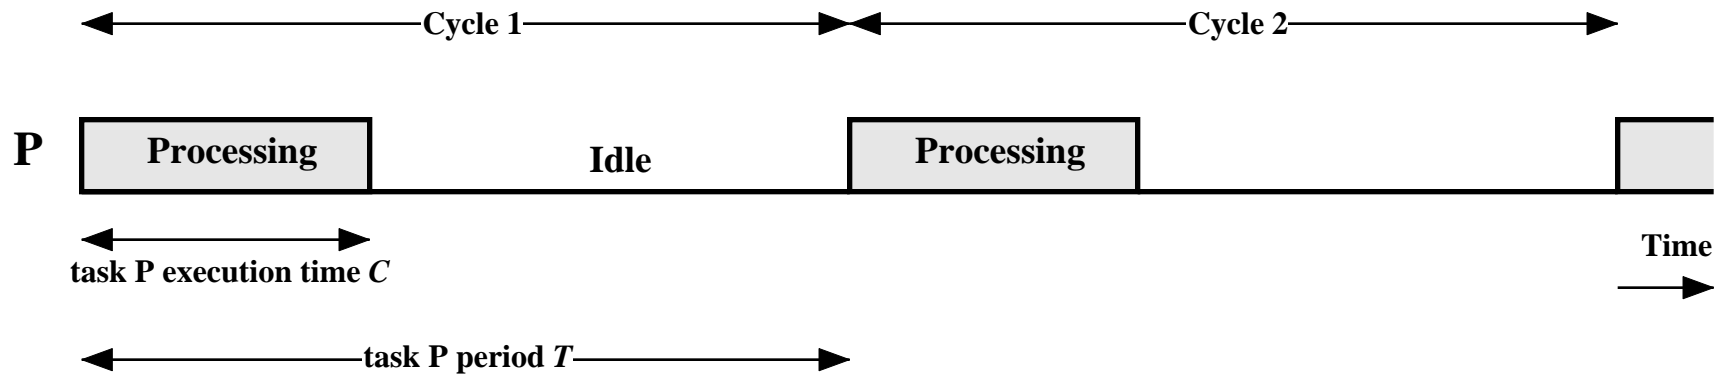 Cycle 1
Cycle 2
P
Processing
Idle
Processing
Time
task P execution time C
task P period T